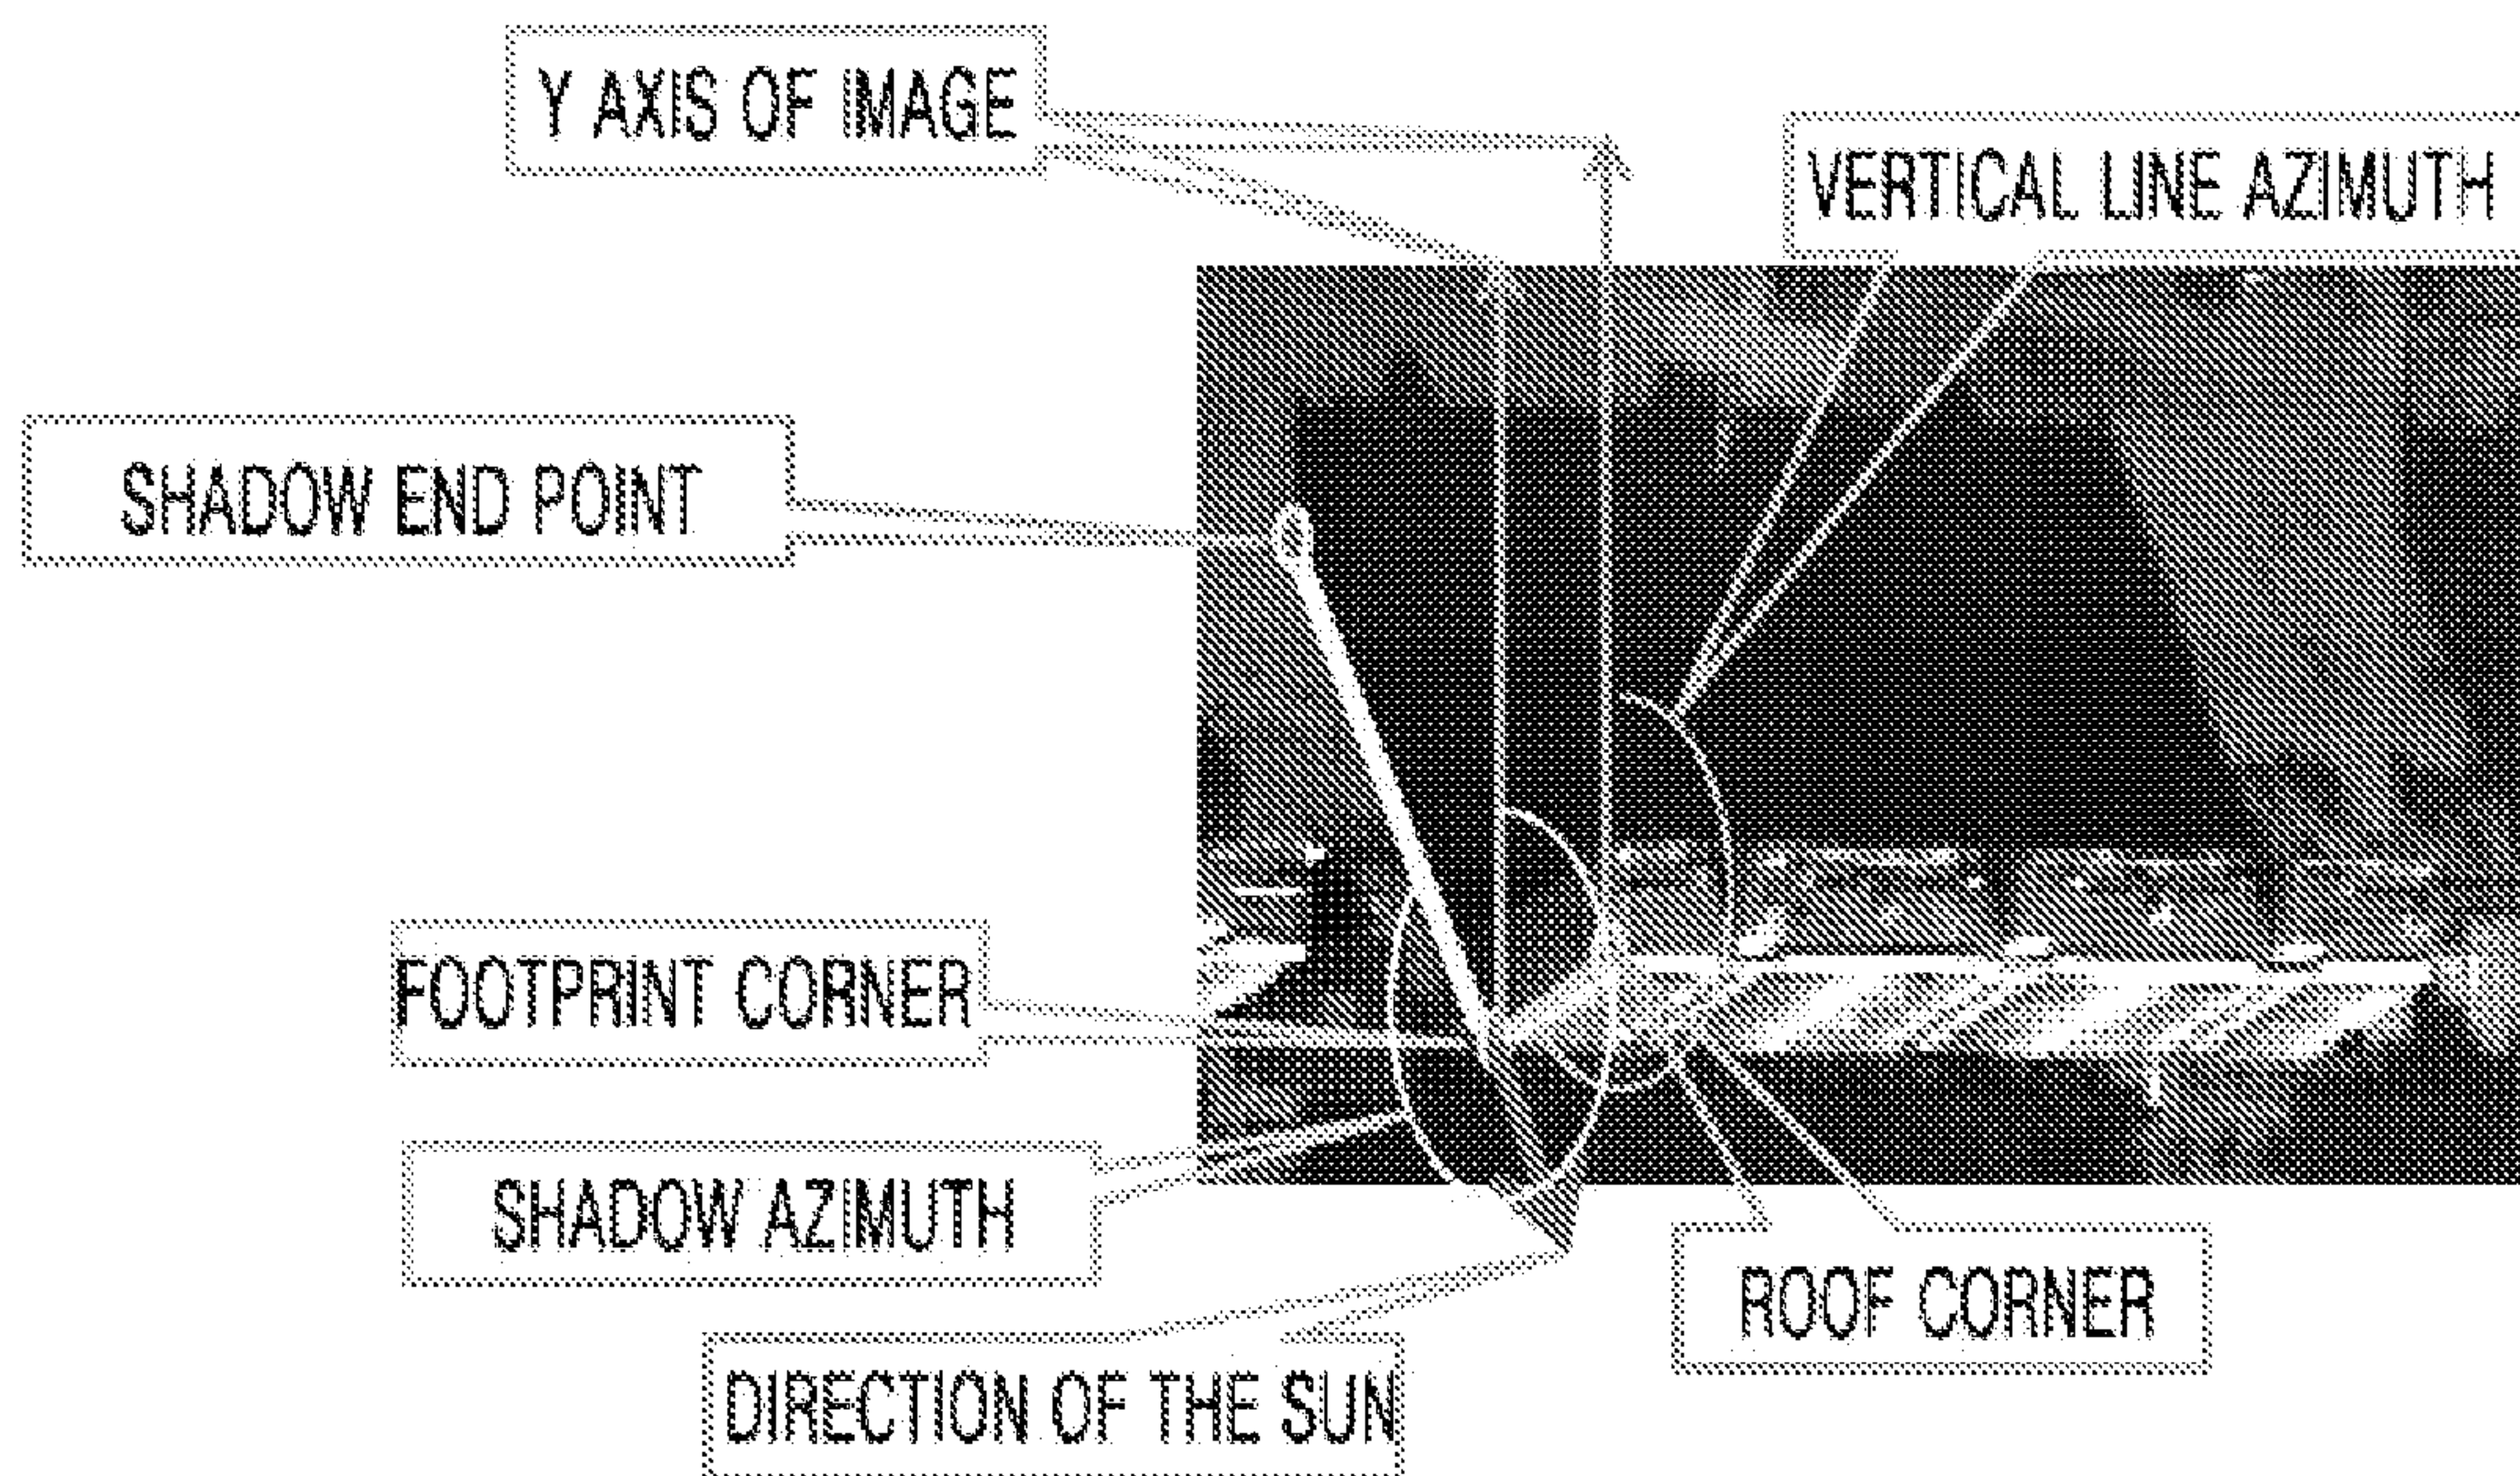 Y AXIS OF IMAGE
VERTICAL LINE AZIMUTH
SHADOW END POINT
FOOTPRINT CORNER
SHADOW AZIMUTH
ROOF CORNER
DIRECTION OF THE SUN